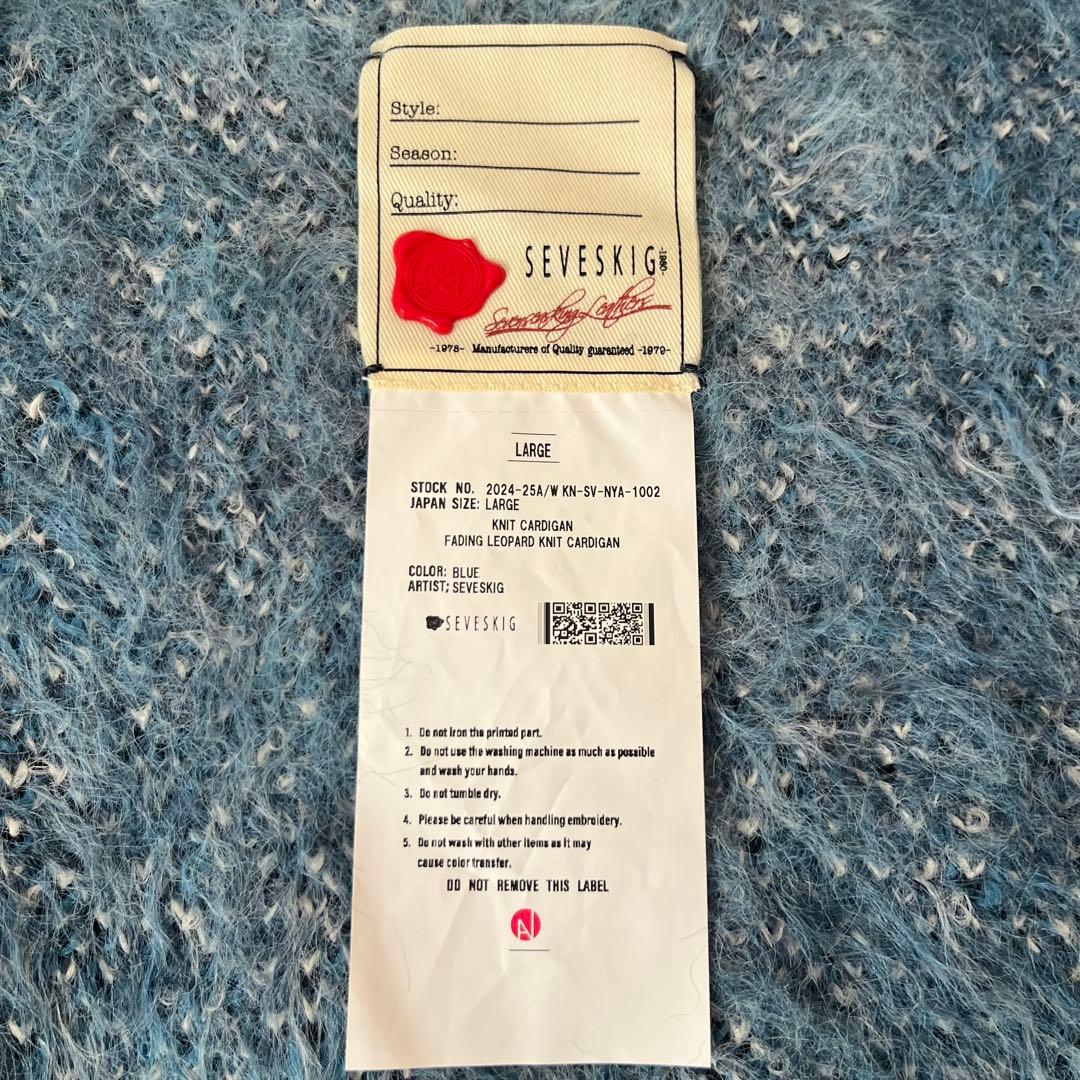 Style:
Season:
Quality:
SEVESKIG
-1980-
-1978- Manufacturers of Quality guaranteed -1979-
LARGE
STOCK NO. 2024-25A/W KN-SV-NYA-1002
JAPAN SIZE: LARGE
KNIT CARDIGAN
FADING LEOPARD KNIT CARDIGAN
COLOR: BLUE
ARTIST; SEVESKIG
SEVESKIG
1. Do not iron the printed part.
2. Do not use the washing machine as much as possible
and wash your hands.
3. Do not tumble dry.
4. Please be careful when handling embroidery.
5. Do not wash with other items as it may
cause color transfer.
DO NOT REMOVE THIS LABEL